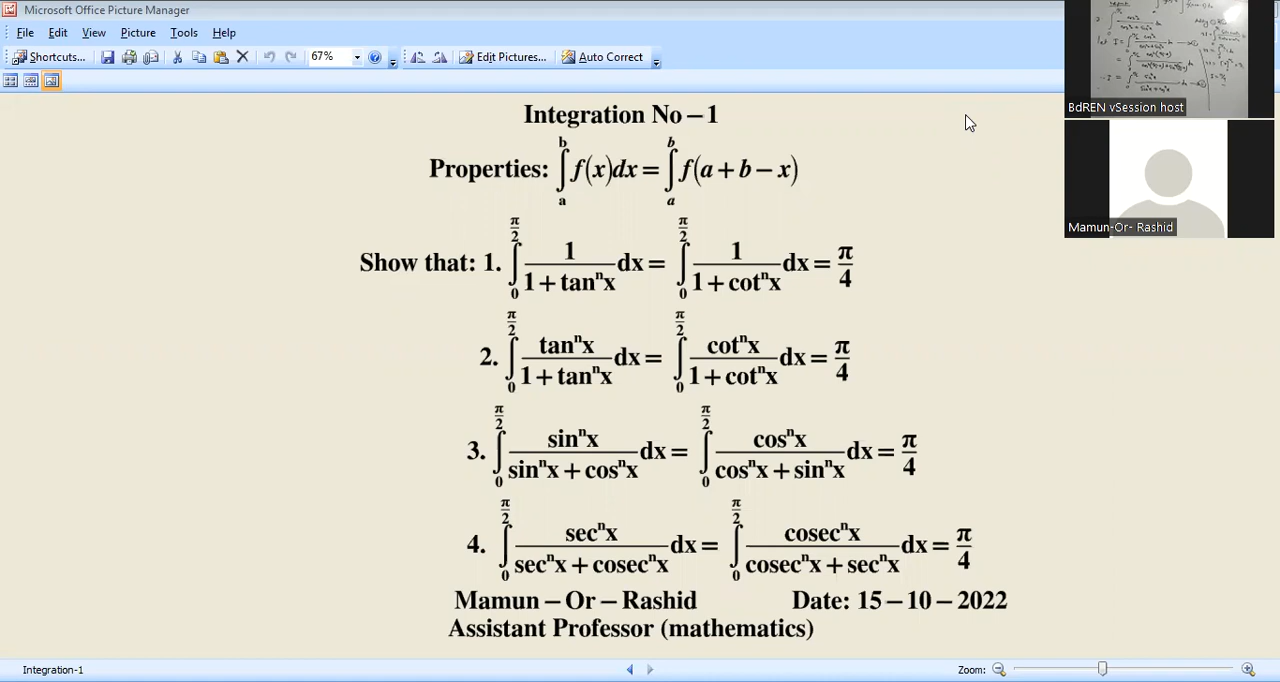 Microsoft Office Picture Manager
File Edit View Picture Tools Help
Shortcuts... 67% Edit Pictures... Auto Correct
BdREN vSession host
Mamun-Or- Rashid
Integration No – 1
Properties: ∫_a^b f(x)dx = ∫_a^b f(a + b − x)
Show that: 1. ∫_0^{π/2} 1/(1 + tanⁿx) dx = ∫_0^{π/2} 1/(1 + cotⁿx) dx = π/4
2. ∫_0^{π/2} tanⁿx/(1 + tanⁿx) dx = ∫_0^{π/2} cotⁿx/(1 + cotⁿx) dx = π/4
3. ∫_0^{π/2} sinⁿx/(sinⁿx + cosⁿx) dx = ∫_0^{π/2} cosⁿx/(cosⁿx + sinⁿx) dx = π/4
4. ∫_0^{π/2} secⁿx/(secⁿx + cosecⁿx) dx = ∫_0^{π/2} cosecⁿx/(cosecⁿx + secⁿx) dx = π/4
Mamun – Or – Rashid Date: 15 – 10 – 2022
Assistant Professor (mathematics)
Integration-1 Zoom: